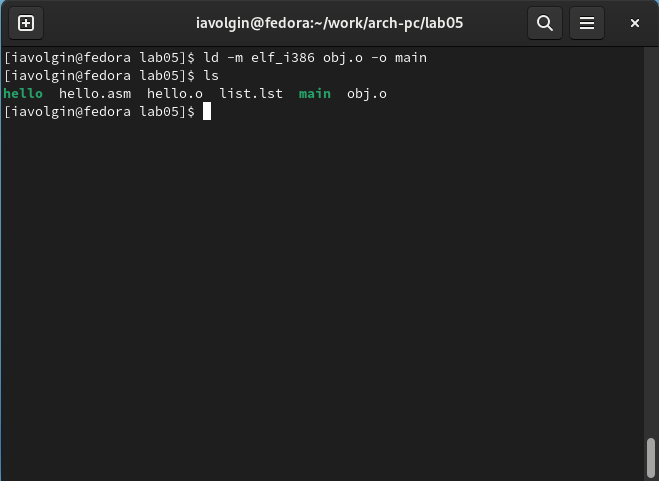 iavolgin@fedora:~/work/arch-pc/lab05
[iavolgin@fedora lab05]$ ld -m elf_i386 obj.o -o main
[iavolgin@fedora lab05]$ ls
hello  hello.asm  hello.o  list.lst  main  obj.o
[iavolgin@fedora lab05]$